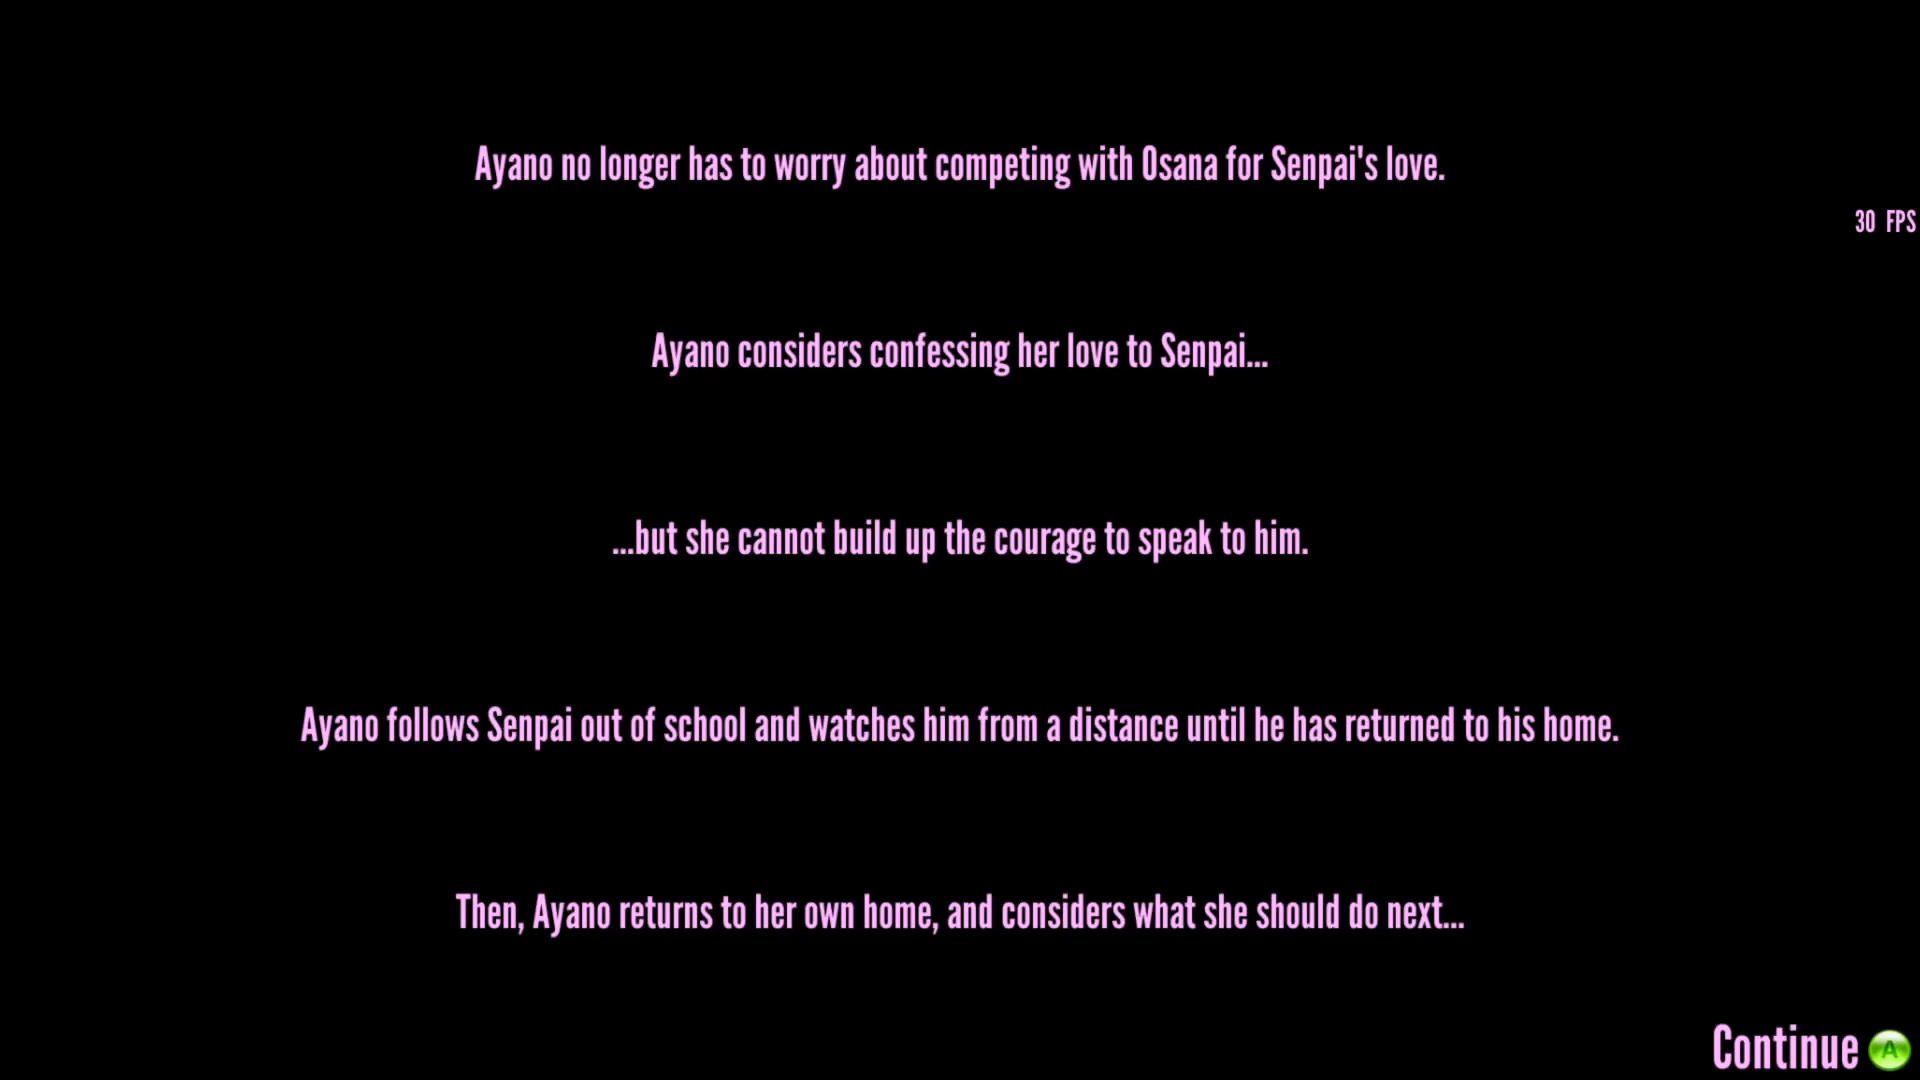 Ayano no longer has to worry about competing with Osana for Senpai's love.
30 FPS
Ayano considers confessing her love to Senpai...
...but she cannot build up the courage to speak to him.
Ayano follows Senpai out of school and watches him from a distance until he has returned to his home.
Then, Ayano returns to her own home, and considers what she should do next...
Continue A